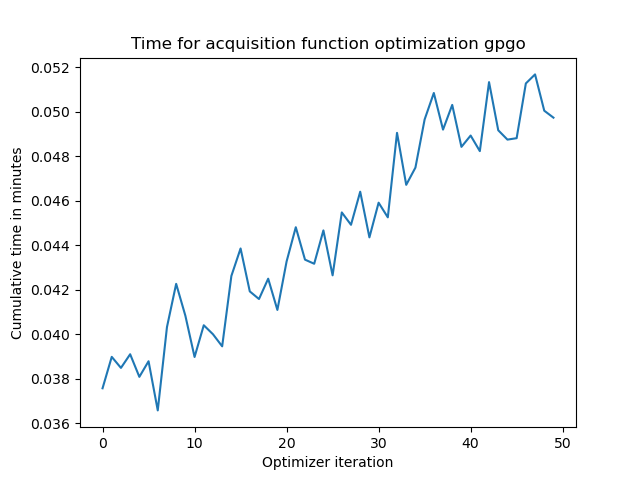 Time for acquisition function optimization gpgo
0.052
0.050
0.048
0.046
0.044
0.042
0.040
0.038
0.036
Cumulative time in minutes
0 10 20 30 40 50
Optimizer iteration